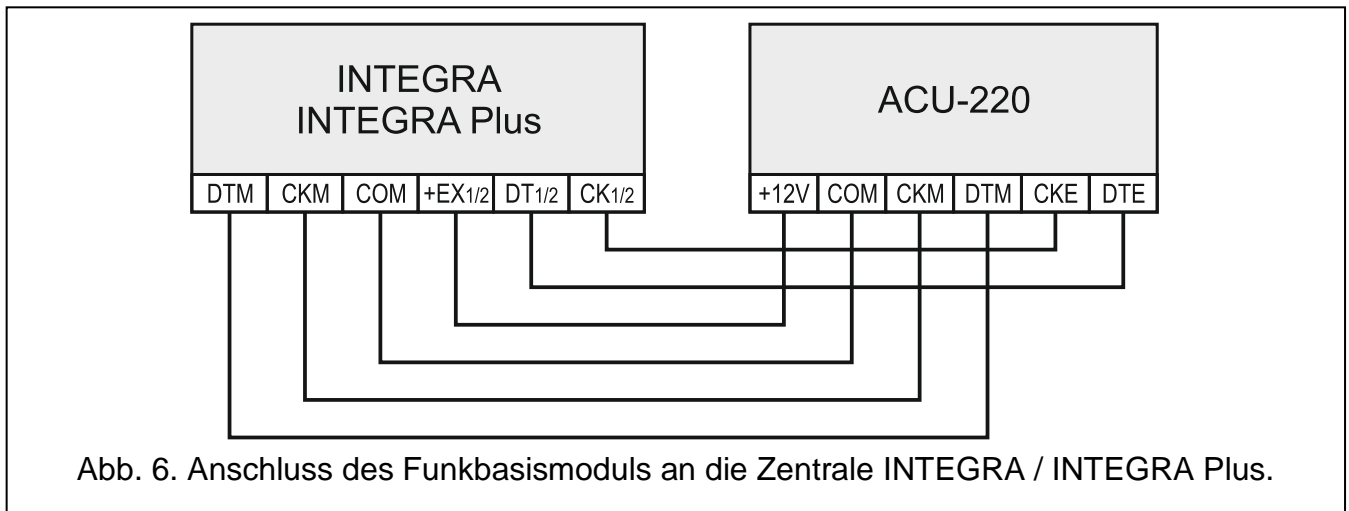 INTEGRA
INTEGRA Plus
ACU-220
DTM CKM COM +EX1/2 DT1/2 CK1/2
+12V COM CKM DTM CKE DTE
Abb. 6. Anschluss des Funkbasismoduls an die Zentrale INTEGRA / INTEGRA Plus.